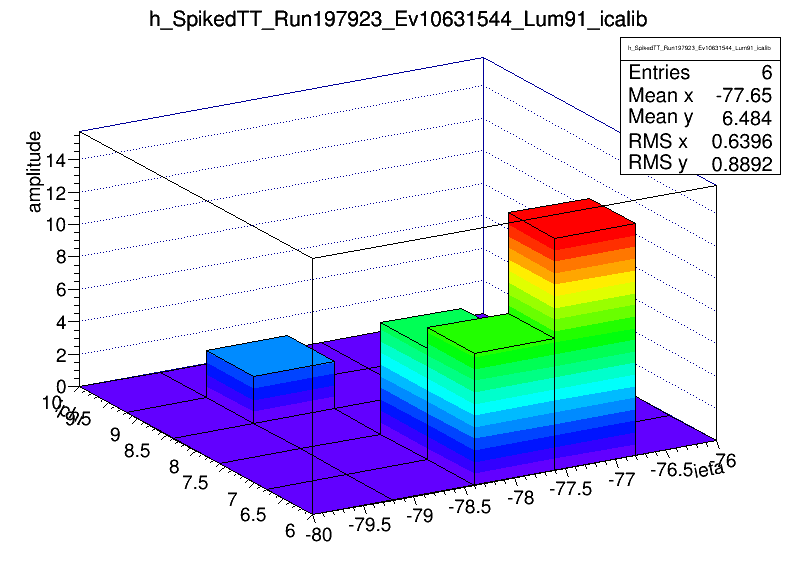 h_SpikedTT_Run197923_Ev10631544_Lum91_icalib
h_SpikedTT_Run197923_Ev10631544_Lum91_icalib
Entries 6
Mean x -77.65
Mean y 6.484
RMS x 0.6396
RMS y 0.8892
amplitude
14
12
10
8
6
4
2
0
10
9.5
9
8.5
8
7.5
7
6.5
6
-80
-79.5
-79
-78.5
-78
-77.5
-77
-76.5
-76
ieta